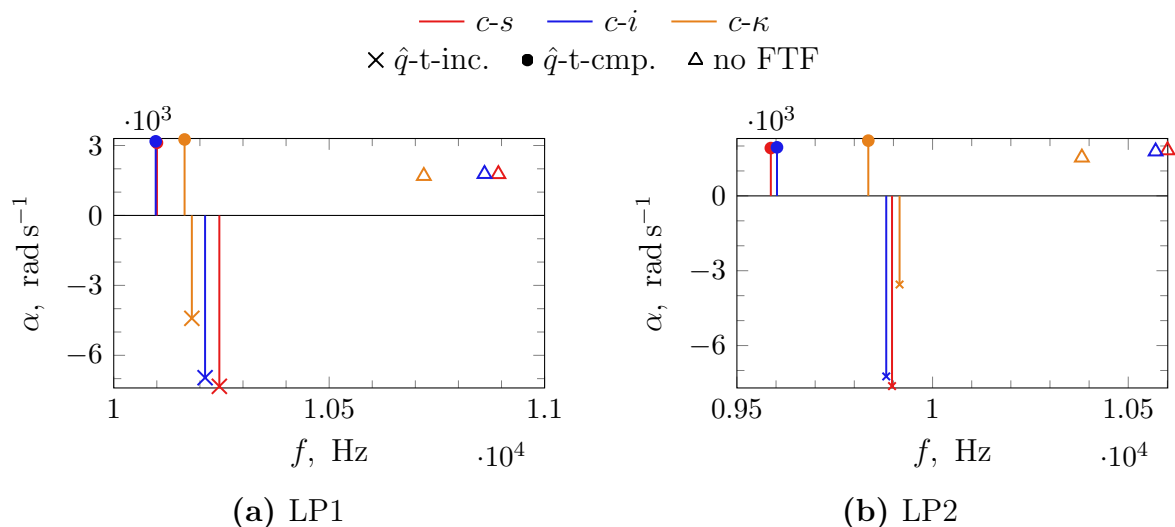 c-s c-i c-κ
q̂-t-inc. q̂-t-cmp. no FTF
·10³
3
0
−3
−6
α, rad s⁻¹
1 1.05 1.1
f, Hz
·10⁴
(a) LP1
·10³
0
−3
−6
α, rad s⁻¹
0.95 1 1.05
f, Hz
·10⁴
(b) LP2